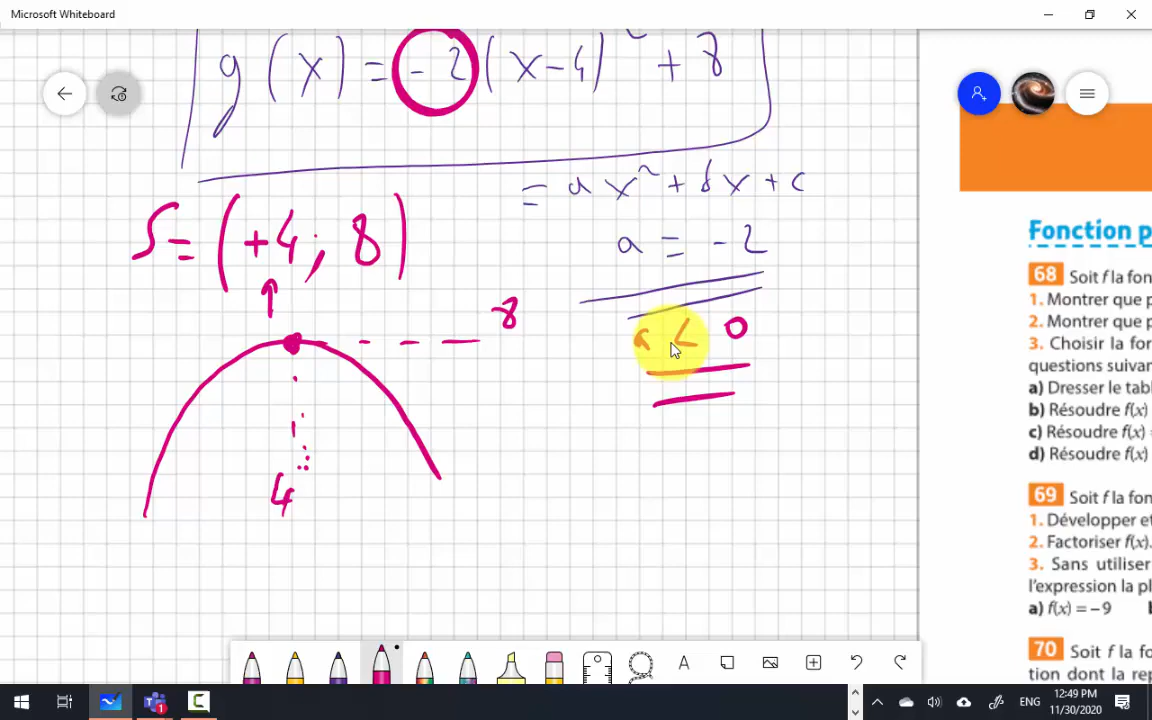 Microsoft Whiteboard
g (x) = -2 (x-4)² + 8
= ax² + bx + c
S = (+4 ; 8)
a = -2
8
a < 0
4
Fonction p
68 Soit f la fon
1. Montrer que p
2. Montrer que p
3. Choisir la for
questions suivar
a) Dresser le tabl
b) Résoudre f(x)
c) Résoudre f(x) =
d) Résoudre f(x)
69 Soit f la fon
1. Développer et
2. Factoriser f(x).
3. Sans utiliser
l'expression la pl
a) f(x) = –9 b
70 Soit la fo
tion dont la rep
A
1
ENG
12:49 PM
11/30/2020